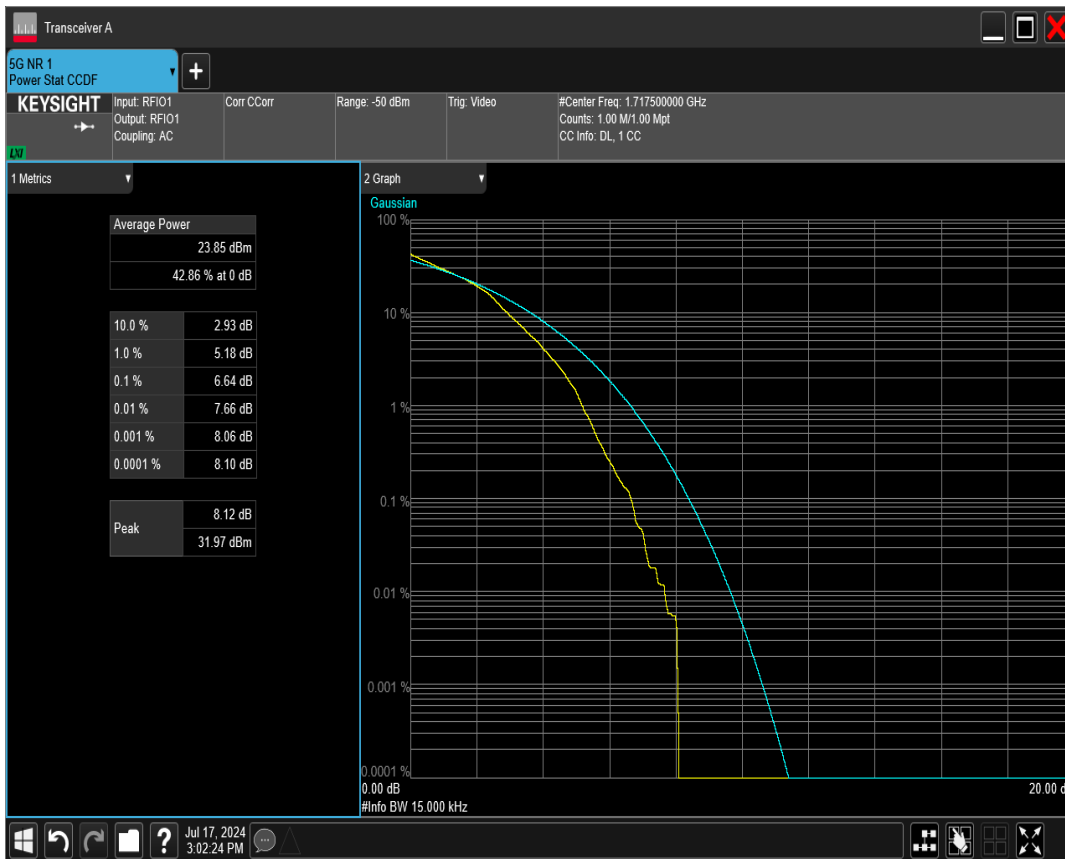 Transceiver A
5G NR 1
Power Stat CCDF
+
KEYSIGHT
LXI
Input: RFIO1
Output: RFIO1
Coupling: AC
Corr CCorr
Range: -50 dBm
Trig: Video
#Center Freq: 1.717500000 GHz
Counts: 1.00 M/1.00 Mpt
CC Info: DL, 1 CC
1 Metrics
Average Power
23.85 dBm
42.86 % at 0 dB
10.0 % 2.93 dB
1.0 % 5.18 dB
0.1 % 6.64 dB
0.01 % 7.66 dB
0.001 % 8.06 dB
0.0001 % 8.10 dB
Peak 8.12 dB
31.97 dBm
2 Graph
Gaussian
100 %
10 %
1 %
0.1 %
0.01 %
0.001 %
0.0001 %
0.00 dB 20.00 d
#Info BW 15.000 kHz
?
Jul 17, 2024
3:02:24 PM